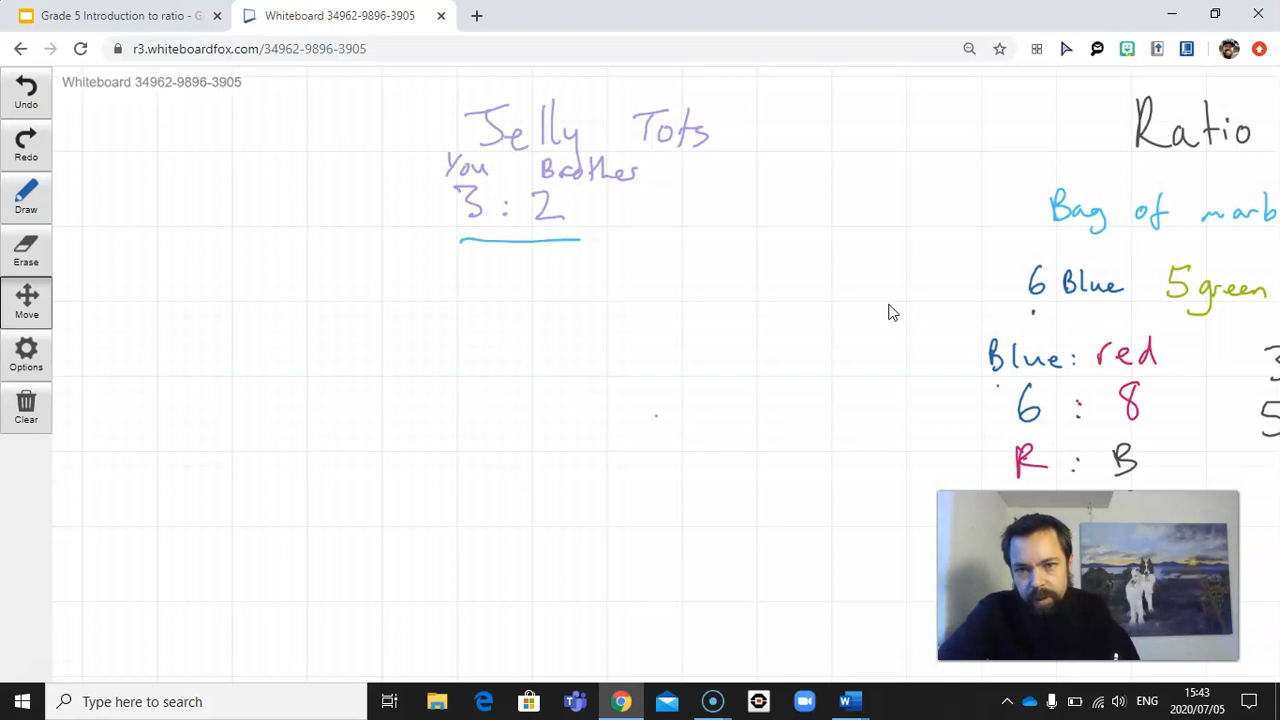 Grade 5 Introduction to ratio - G
Whiteboard 34962-9896-3905
r3.whiteboardfox.com/34962-9896-3905
Whiteboard 34962-9896-3905
Undo
Redo
Draw
Erase
Move
Options
Clear
Jelly Tots
You Brother
3 : 2
Ratio
Bag of marb
6 Blue 5 green
Blue : red
6 : 8
R : B
3
5
Type here to search
ENG
15:43
2020/07/05